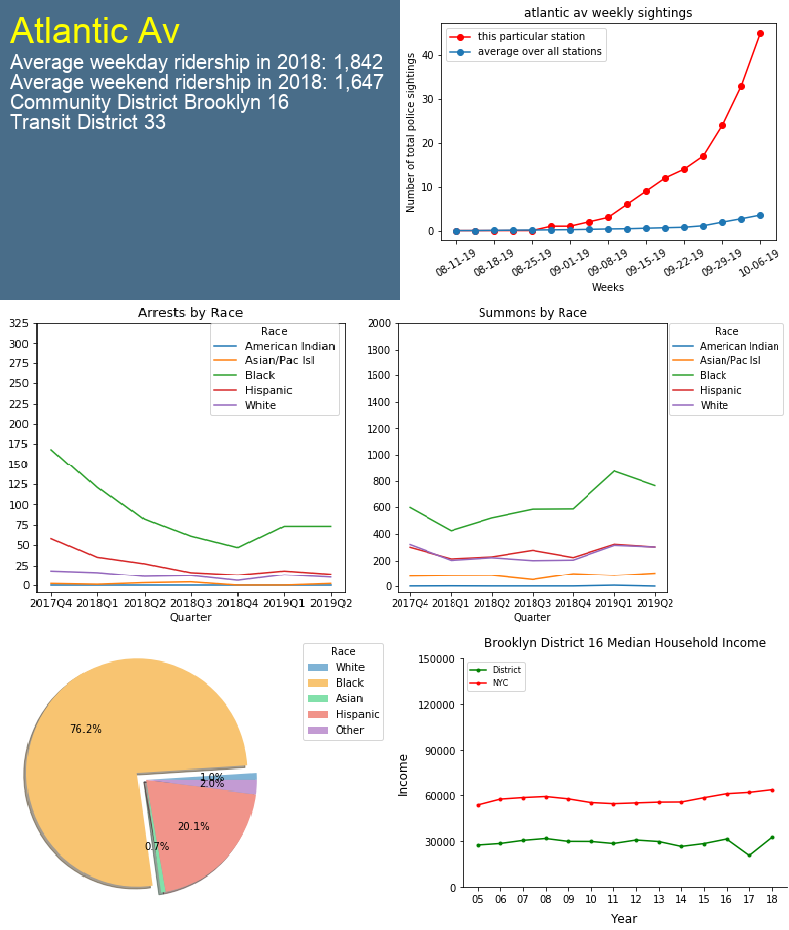 Atlantic Av
Average weekday ridership in 2018: 1,842
Average weekend ridership in 2018: 1,647
Community District Brooklyn 16
Transit District 33
atlantic av weekly sightings
this particular station
average over all stations
Number of total police sightings
40
30
20
10
0
08-11-19 08-18-19 08-25-19 09-01-19 09-08-19 09-15-19 09-22-19 09-29-19 10-06-19
Weeks
Arrests by Race
Race
American Indian
Asian/Pac Isl
Black
Hispanic
White
325
300
275
250
225
200
175
150
125
100
75
50
25
0
2017Q4 2018Q1 2018Q2 2018Q3 2018Q4 2019Q1 2019Q2
Quarter
Summons by Race
Race
American Indian
Asian/Pac Isl
Black
Hispanic
White
2000
1800
1600
1400
1200
1000
800
600
400
200
0
2017Q4 2018Q1 2018Q2 2018Q3 2018Q4 2019Q1 2019Q2
Quarter
Race
White
Black
Asian
Hispanic
Other
76.2%
1.0%
2.0%
20.1%
0.7%
Brooklyn District 16 Median Household Income
District
NYC
Income
150000
120000
90000
60000
30000
0
05 06 07 08 09 10 11 12 13 14 15 16 17 18
Year